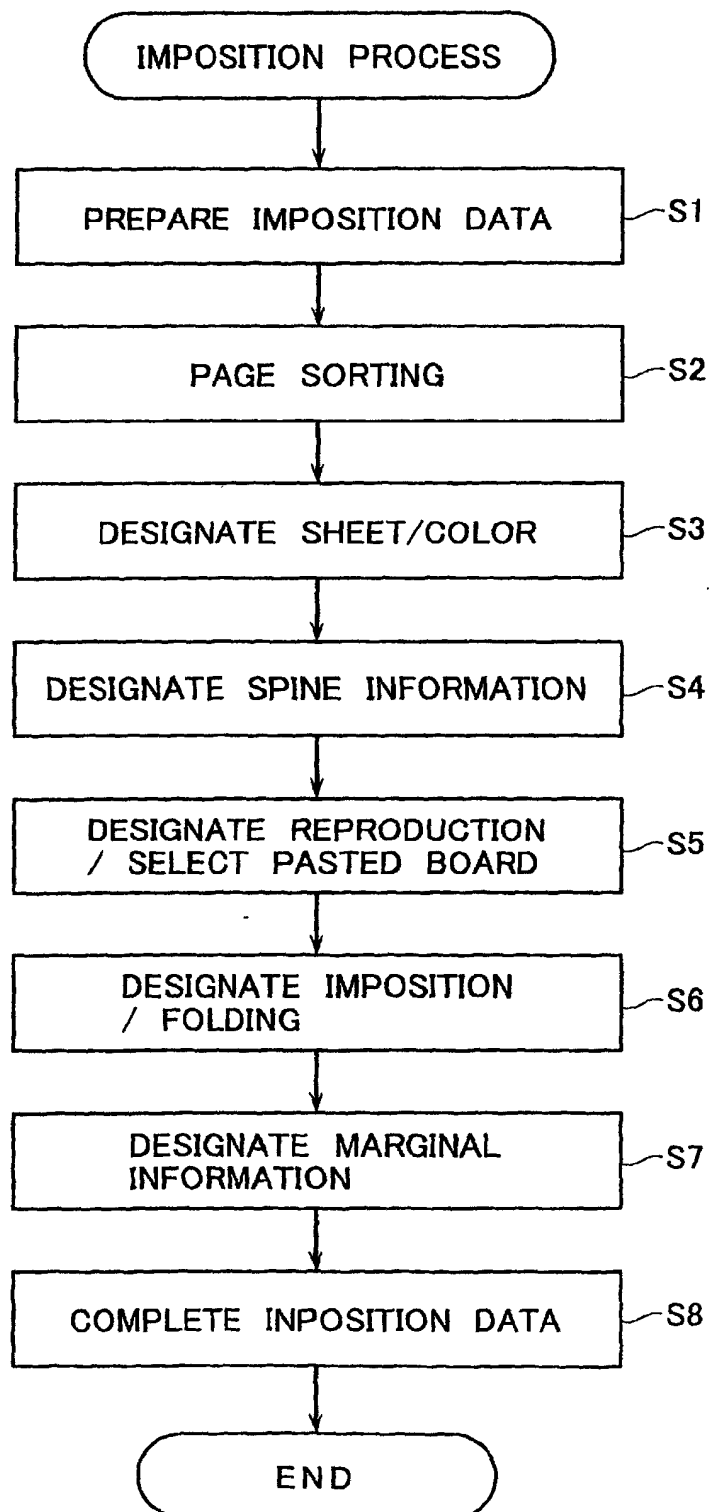 IMPOSITION PROCESS
PREPARE IMPOSITION DATA
S1
PAGE SORTING
S2
DESIGNATE SHEET/COLOR
S3
DESIGNATE SPINE INFORMATION
S4
DESIGNATE REPRODUCTION
/ SELECT PASTED BOARD
S5
DESIGNATE IMPOSITION
/ FOLDING
S6
DESIGNATE MARGINAL
INFORMATION
S7
COMPLETE INPOSITION DATA
S8
END